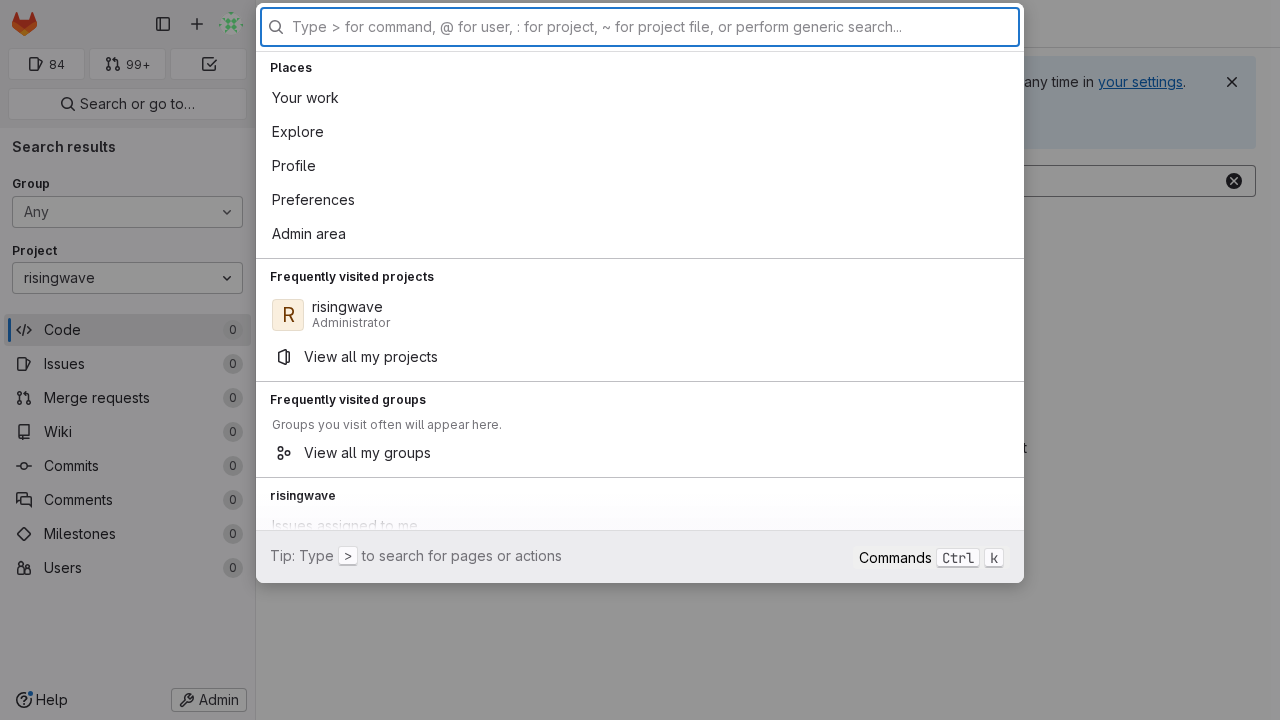 Type > for command, @ for user, : for project, ~ for project file, or perform generic search...
84
99+
Search or go to…
any time in your settings.
Places
Your work
Explore
Profile
Preferences
Admin area
Frequently visited projects
R
risingwave
Administrator
View all my projects
Frequently visited groups
Groups you visit often will appear here.
View all my groups
risingwave
Issues assigned to me
Tip: Type > to search for pages or actions
Commands Ctrl k
Search results
Group
Any
Project
risingwave
Code 0
Issues 0
Merge requests 0
Wiki 0
Commits 0
Comments 0
Milestones 0
Users 0
Help
Admin